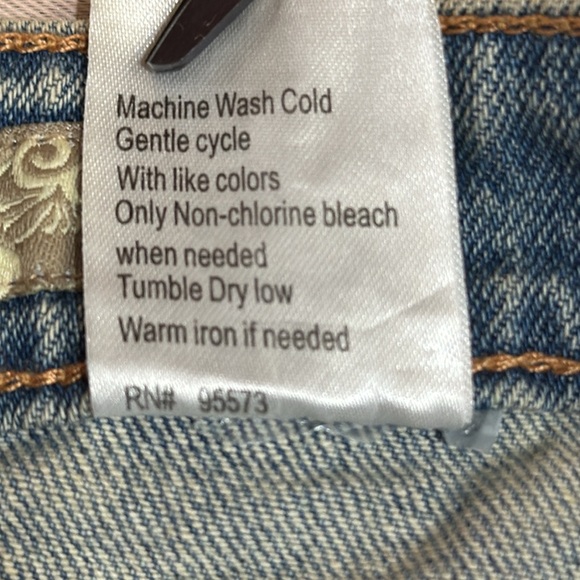 Machine Wash Cold
Gentle cycle
With like colors
Only Non-chlorine bleach
when needed
Tumble Dry low
Warm iron if needed
RN# 95573